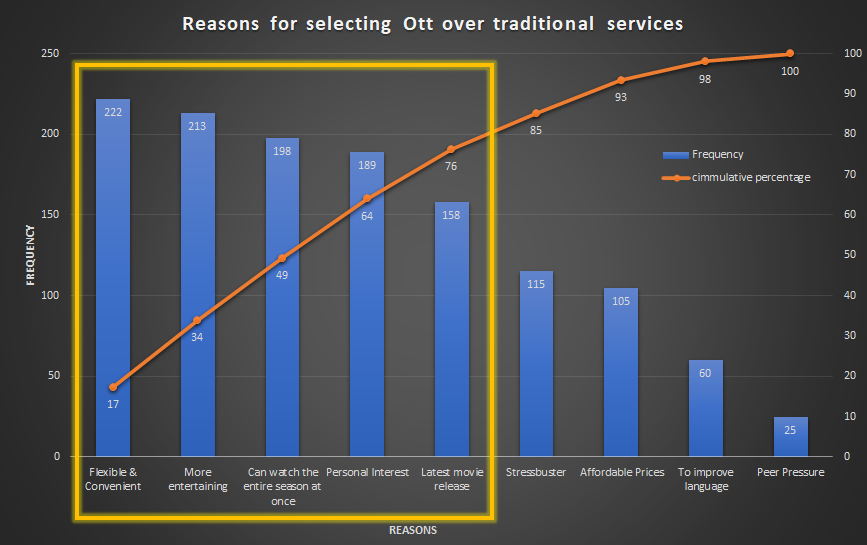 Reasons for selecting Ott over traditional services
250
200
150
100
50
0
FREQUENCY
222
213
198
189
158
115
105
60
25
17
34
49
64
76
85
93
98
100
Frequency
cimmulative percentage
100
90
80
70
60
50
40
30
20
10
0
Flexible &
Convenient
More
entertaining
Can watch the
entire season at
once
Personal Interest
Latest movie
release
Stressbuster
Affordable Prices
To improve
language
Peer Pressure
REASONS